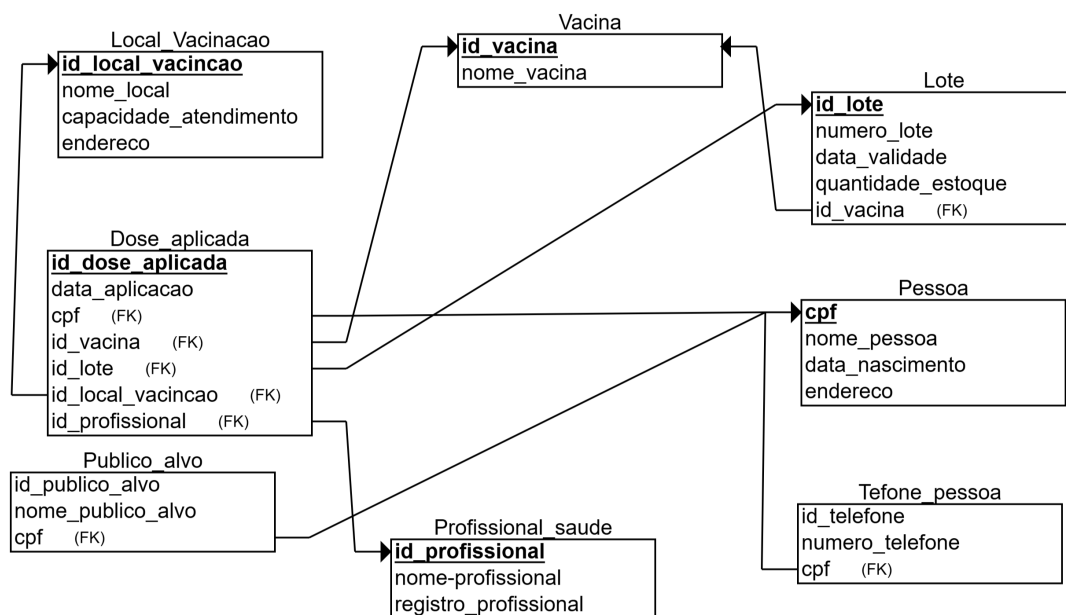 Local_Vacinacao
id_local_vacincao
nome_local
capacidade_atendimento
endereco
Vacina
id_vacina
nome_vacina
Lote
id_lote
numero_lote
data_validade
quantidade_estoque
id_vacina (FK)
Dose_aplicada
id_dose_aplicada
data_aplicacao
cpf (FK)
id_vacina (FK)
id_lote (FK)
id_local_vacincao (FK)
id_profissional (FK)
Pessoa
cpf
nome_pessoa
data_nascimento
endereco
Publico_alvo
id_publico_alvo
nome_publico_alvo
cpf (FK)
Profissional_saude
id_profissional
nome-profissional
registro_profissional
Tefone_pessoa
id_telefone
numero_telefone
cpf (FK)